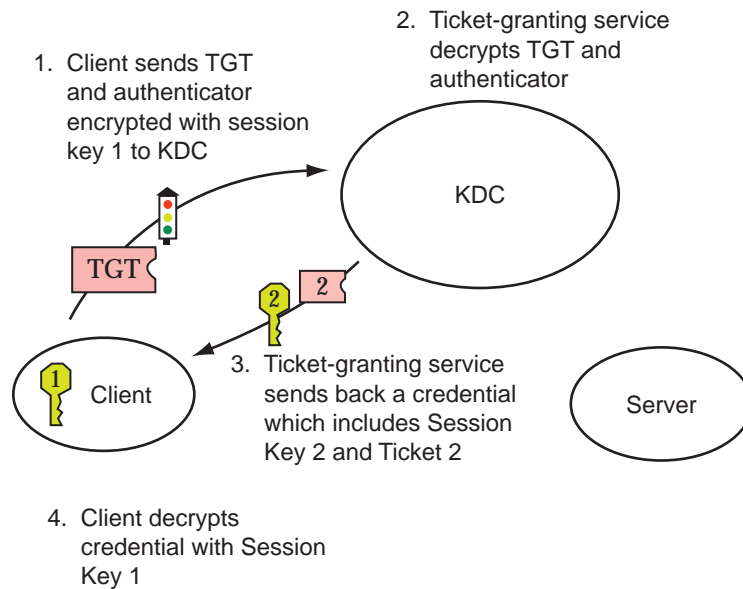 2. Ticket-granting service
decrypts TGT and
authenticator
1. Client sends TGT
and authenticator
encrypted with session
key 1 to KDC
KDC
TGT
2
2
1
Client
3. Ticket-granting service
sends back a credential
which includes Session
Key 2 and Ticket 2
Server
4. Client decrypts
credential with Session
Key 1